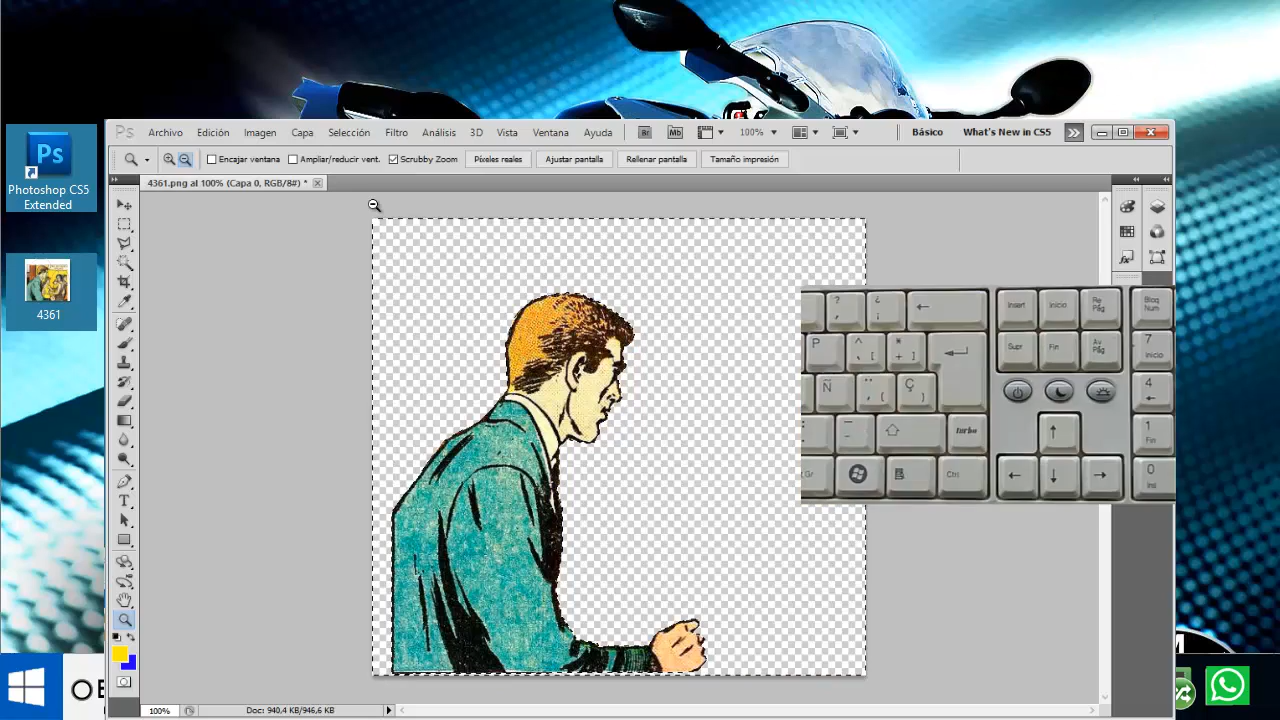 Ps Archivo Edición Imagen Capa Selección Filtro Análisis 3D Vista Ventana Ayuda Br Mb 100% Básico What's New in CS5
Encajar ventana Ampliar/reducir vent. Scrubby Zoom Píxeles reales Ajustar pantalla Rellenar pantalla Tamaño impresión
4361.png al 100% (Capa 0, RGB/8#) *
Ps
Photoshop CS5
Extended
4361
? ¿ Insert Inicio Re Pág Bloq Num
, ¡
P ^ [ * + ] Supr Fin Av Pág 7 Inicio
Ñ Ç 4
Turbo 1 Fin
Gr Ctrl 0 Ins
T
100% Doc: 940,4 KB/946,6 KB